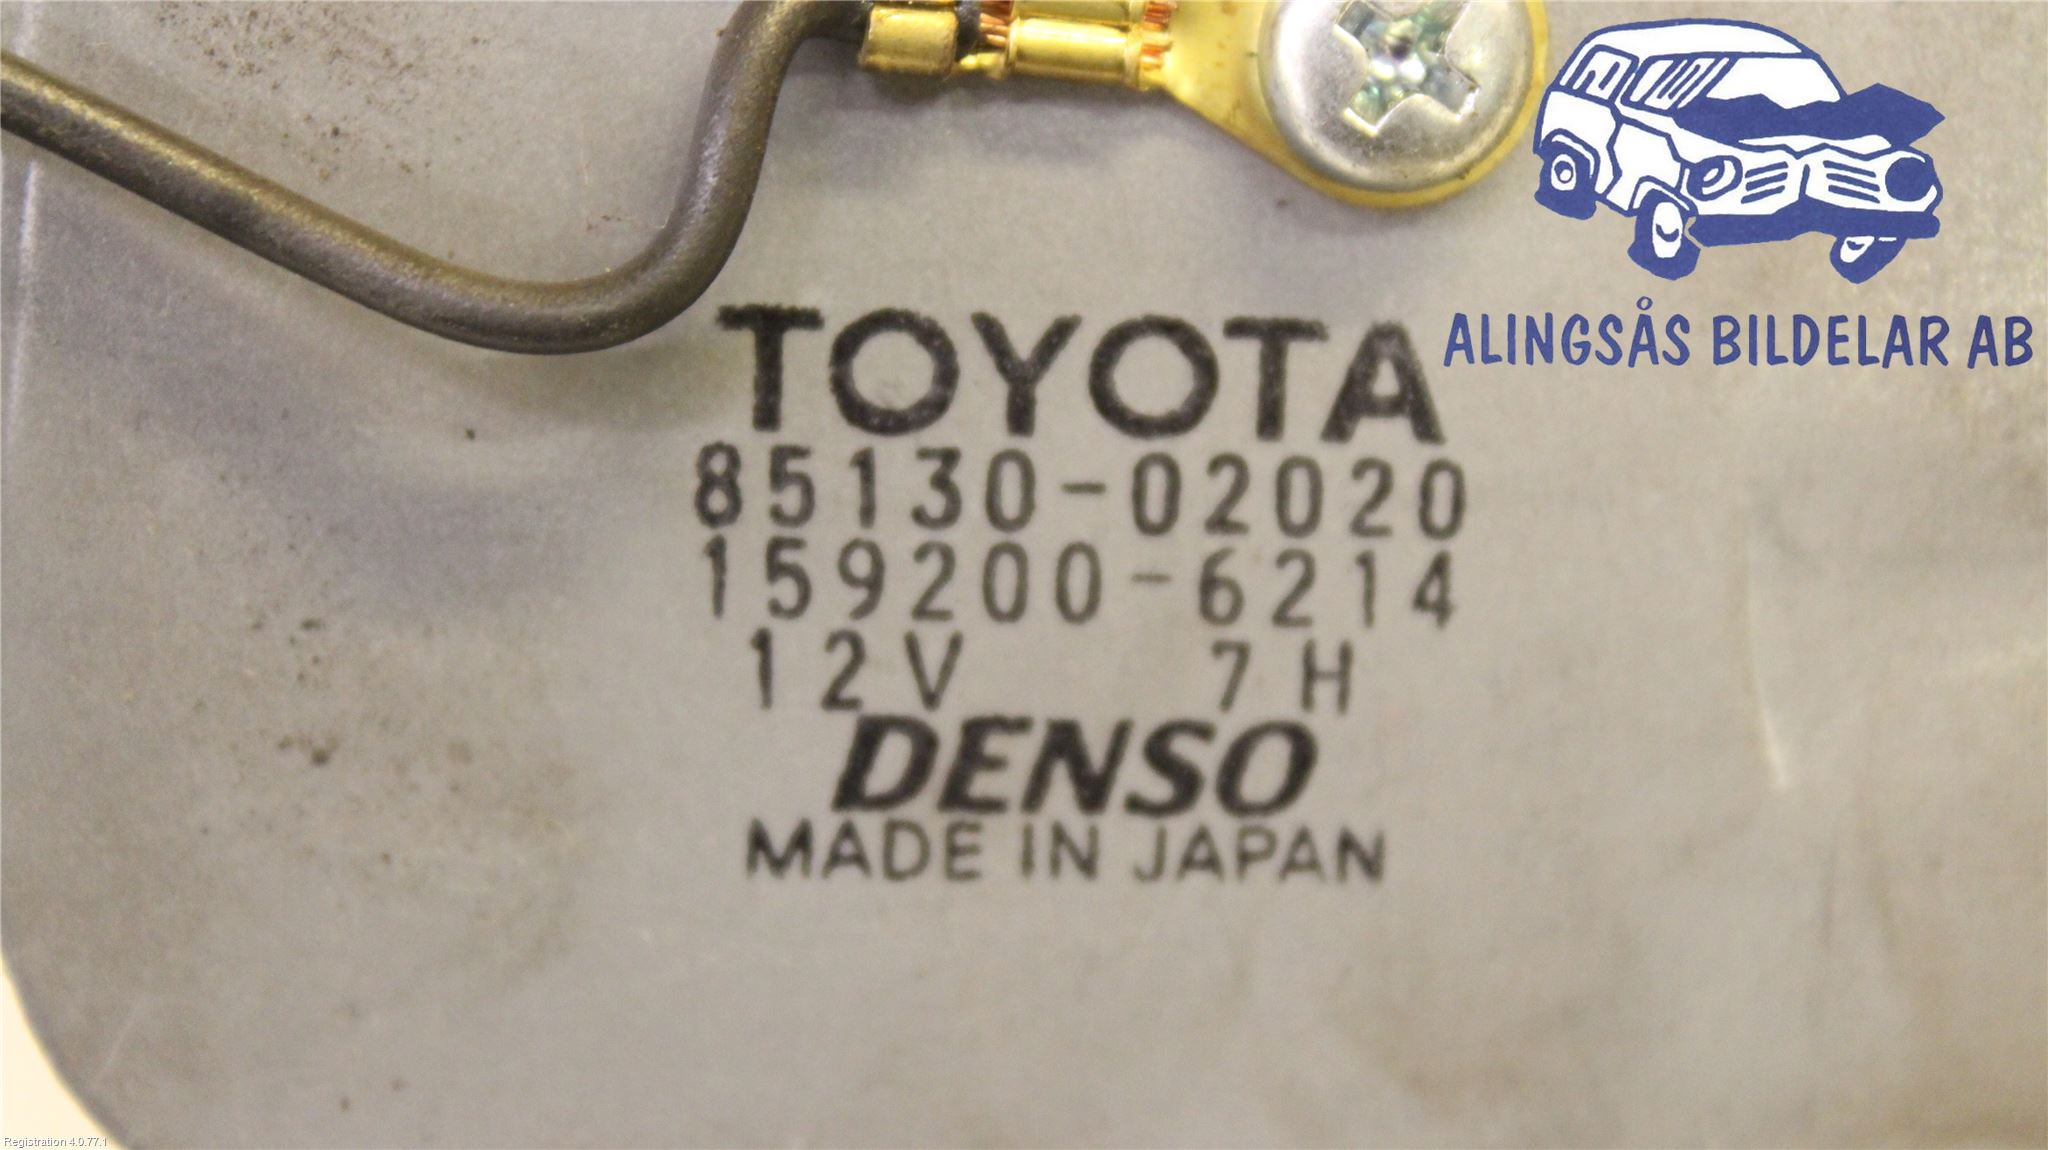 ALINGSÅS BILDELAR AB
TOYOTA
85130-02020
159200-6214
12V 7H
DENSO
MADE IN JAPAN
Registration 4.0.77.1